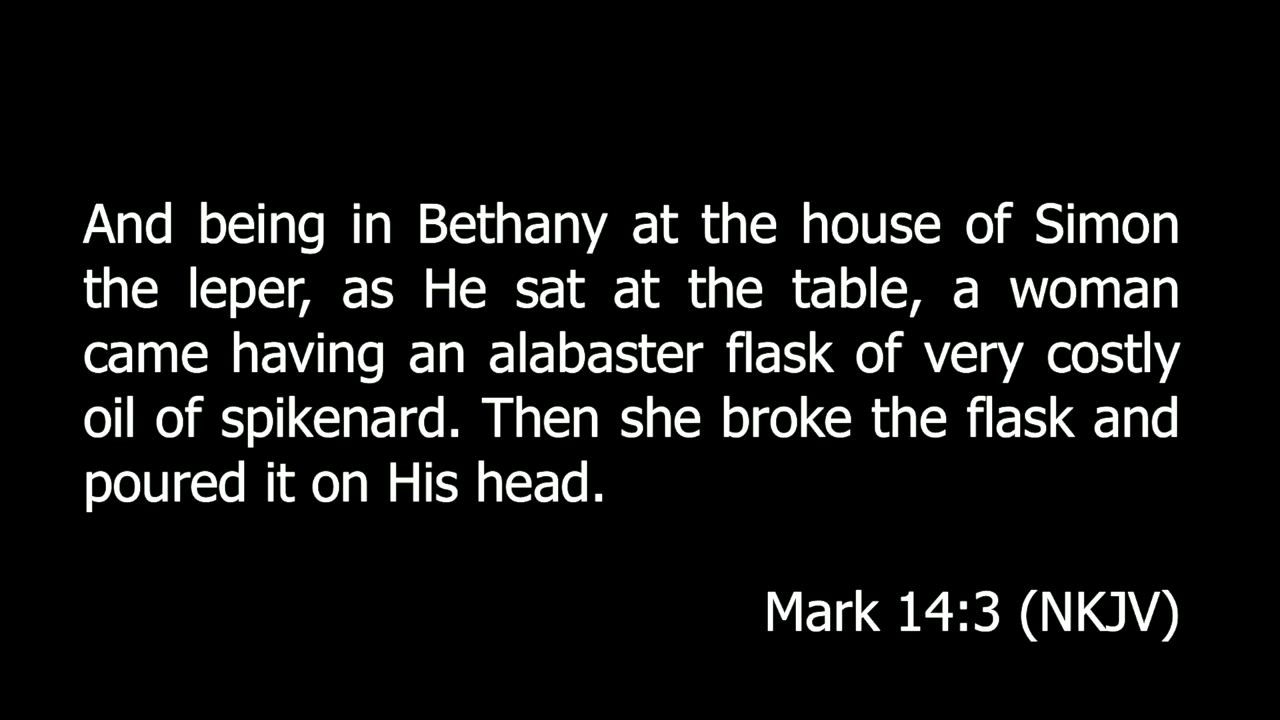 And being in Bethany at the house of Simon
the leper, as He sat at the table, a woman
came having an alabaster flask of very costly
oil of spikenard. Then she broke the flask and
poured it on His head.
Mark 14:3 (NKJV)